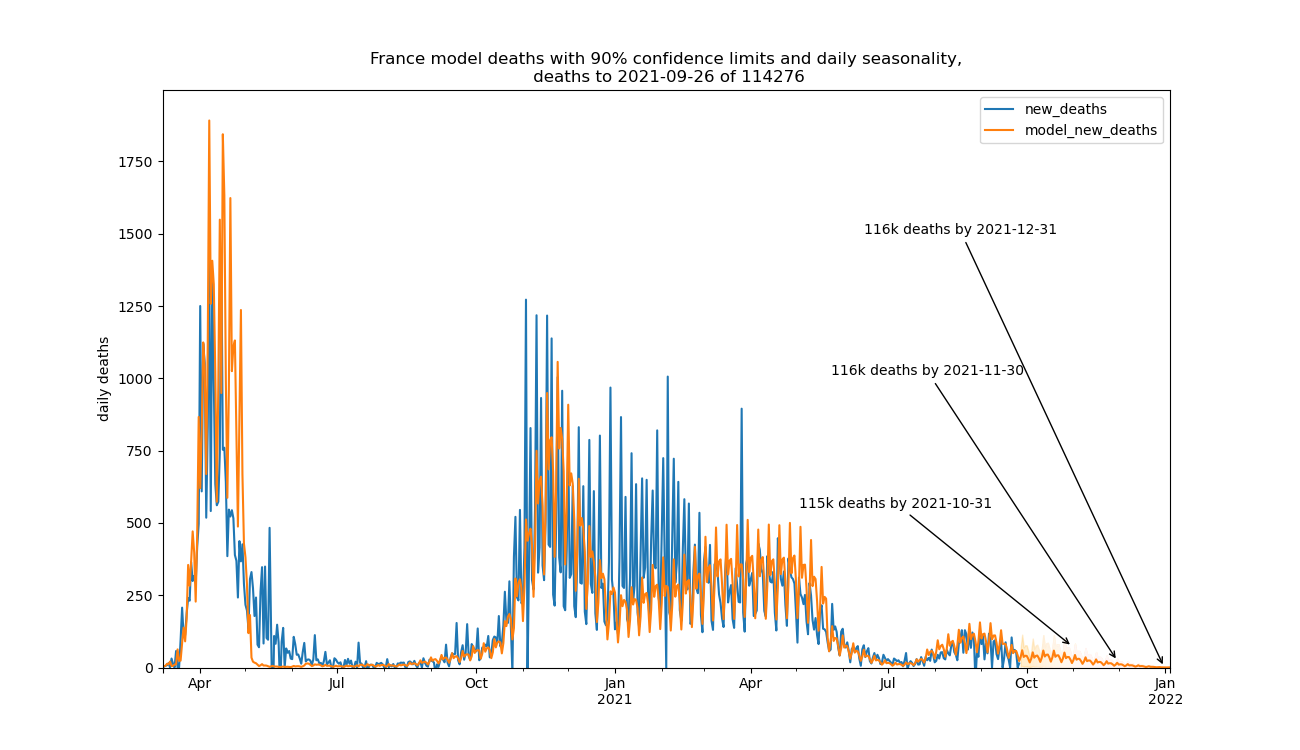 France model deaths with 90% confidence limits and daily seasonality,
deaths to 2021-09-26 of 114276
new_deaths
model_new_deaths
daily deaths
1750
1500
1250
1000
750
500
250
0
116k deaths by 2021-12-31
116k deaths by 2021-11-30
115k deaths by 2021-10-31
Apr Jul Oct Jan Apr Jul Oct Jan
2021 2022